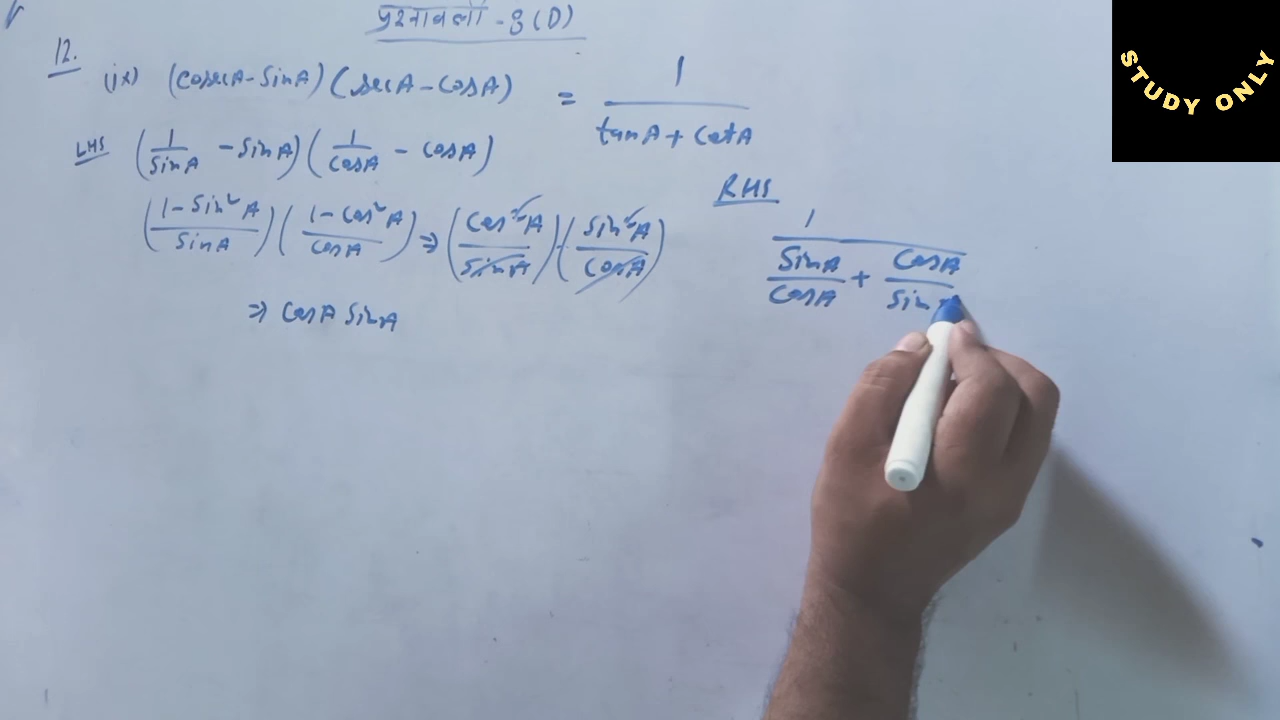 प्रश्नावली - 8(D)
12.
(ix) (cosecA - SinA) (secA - CosA) = 1 / (tanA + CotA)
LHS (1/SinA - SinA) (1/CosA - CosA)
((1 - Sin²A)/SinA) ((1 - Cos²A)/CosA) ⇒ (Cos²A/SinA) · (Sin²A/CosA)
⇒ CosA SinA
RHS
1 / (SinA/CosA + CosA/Sin
STUDY ONLY